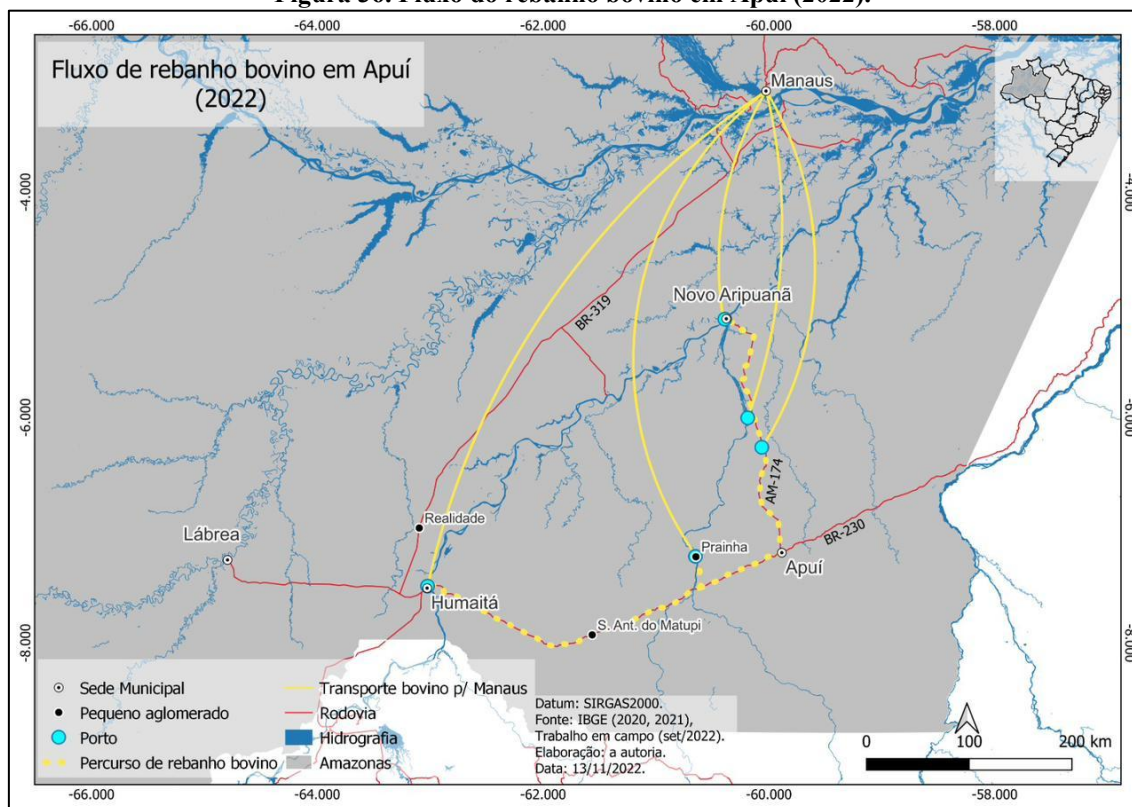 Figura 36. Fluxo do rebanho bovino em Apuí (2022).
-66.000 -64.000 -62.000 -60.000 -58.000
Fluxo de rebanho bovino em Apuí
(2022)
Manaus
-4.000 -4.000
Novo Aripuanã
BR-319
-6.000 -6.000
AM-174
Realidade
BR-230
Lábrea
Prainha
Apuí
Humaitá
S. Ant. do Matupi
-8.000 -8.000
Sede Municipal
Pequeno aglomerado
Porto
Percurso de rebanho bovino
Transporte bovino p/ Manaus
Rodovia
Hidrografia
Amazonas
Datum: SIRGAS2000.
Fonte: IBGE (2020, 2021),
Trabalho em campo (set/2022).
Elaboração: a autoria.
Data: 13/11/2022.
0 100 200 km
-66.000 -64.000 -62.000 -60.000 -58.000